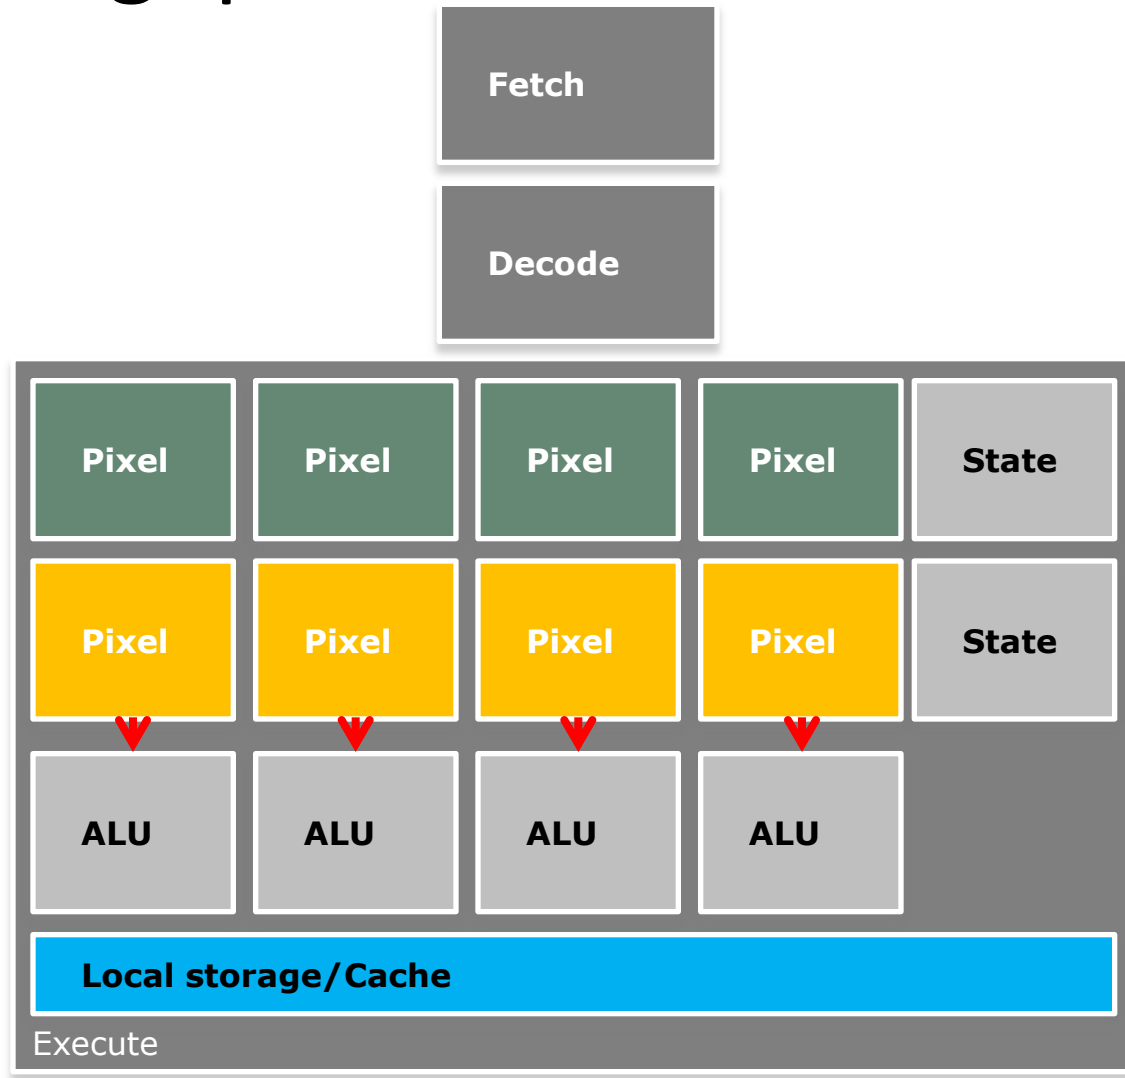 Fetch
Decode
Pixel Pixel Pixel Pixel State
Pixel Pixel Pixel Pixel State
ALU ALU ALU ALU
Local storage/Cache
Execute